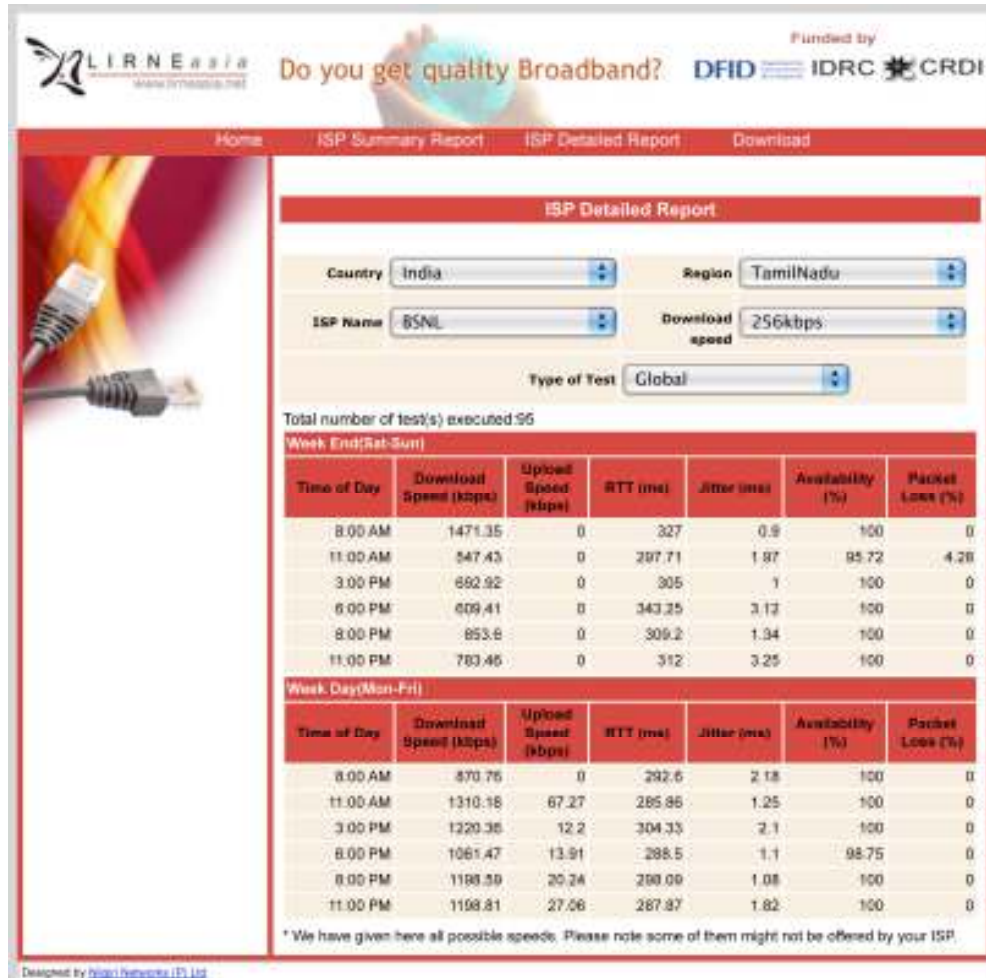 LIRNEasia
www.lirneasia.net
Do you get quality Broadband?
Funded by
DFID IDRC CRDI
Home ISP Summary Report ISP Detailed Report Download
ISP Detailed Report
Country India Region TamilNadu
ISP Name BSNL Download speed 256kbps
Type of Test Global
Total number of test(s) executed:95
Week End(Sat-Sun)
Time of Day Download Speed (kbps) Upload Speed (kbps) RTT (ms) Jitter (ms) Availability (%) Packet Loss (%)
8:00 AM 1471.35 0 327 0.9 100 0
11:00 AM 547.43 0 297.71 1.97 95.72 4.28
3:00 PM 692.92 0 305 1 100 0
6:00 PM 609.41 0 343.25 3.12 100 0
8:00 PM 853.6 0 309.2 1.34 100 0
11:00 PM 783.46 0 312 3.25 100 0
Week Day(Mon-Fri)
Time of Day Download Speed (kbps) Upload Speed (kbps) RTT (ms) Jitter (ms) Availability (%) Packet Loss (%)
8:00 AM 870.76 0 292.6 2.18 100 0
11:00 AM 1310.18 67.27 285.86 1.25 100 0
3:00 PM 1220.36 12.2 304.33 2.1 100 0
6:00 PM 1061.47 13.91 288.5 1.1 98.75 0
8:00 PM 1198.59 20.24 298.09 1.08 100 0
11:00 PM 1198.81 27.06 287.87 1.82 100 0
* We have given here all possible speeds. Please note some of them might not be offered by your ISP.
Designed by Nilgiri Networks (P) Ltd